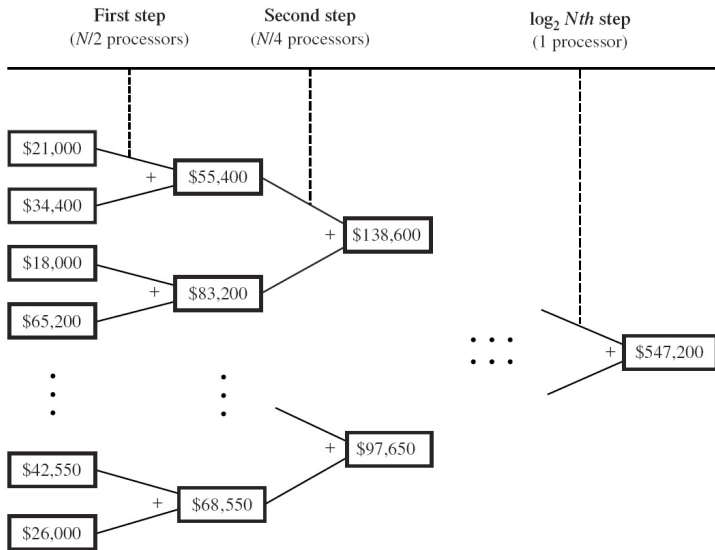 First step
(N/2 processors)
Second step
(N/4 processors)
log₂ Nth step
(1 processor)
$21,000
+ $55,400
$34,400
+ $138,600
$18,000
+ $83,200
$65,200
+ $547,200
+ $97,650
$42,550
+ $68,550
$26,000